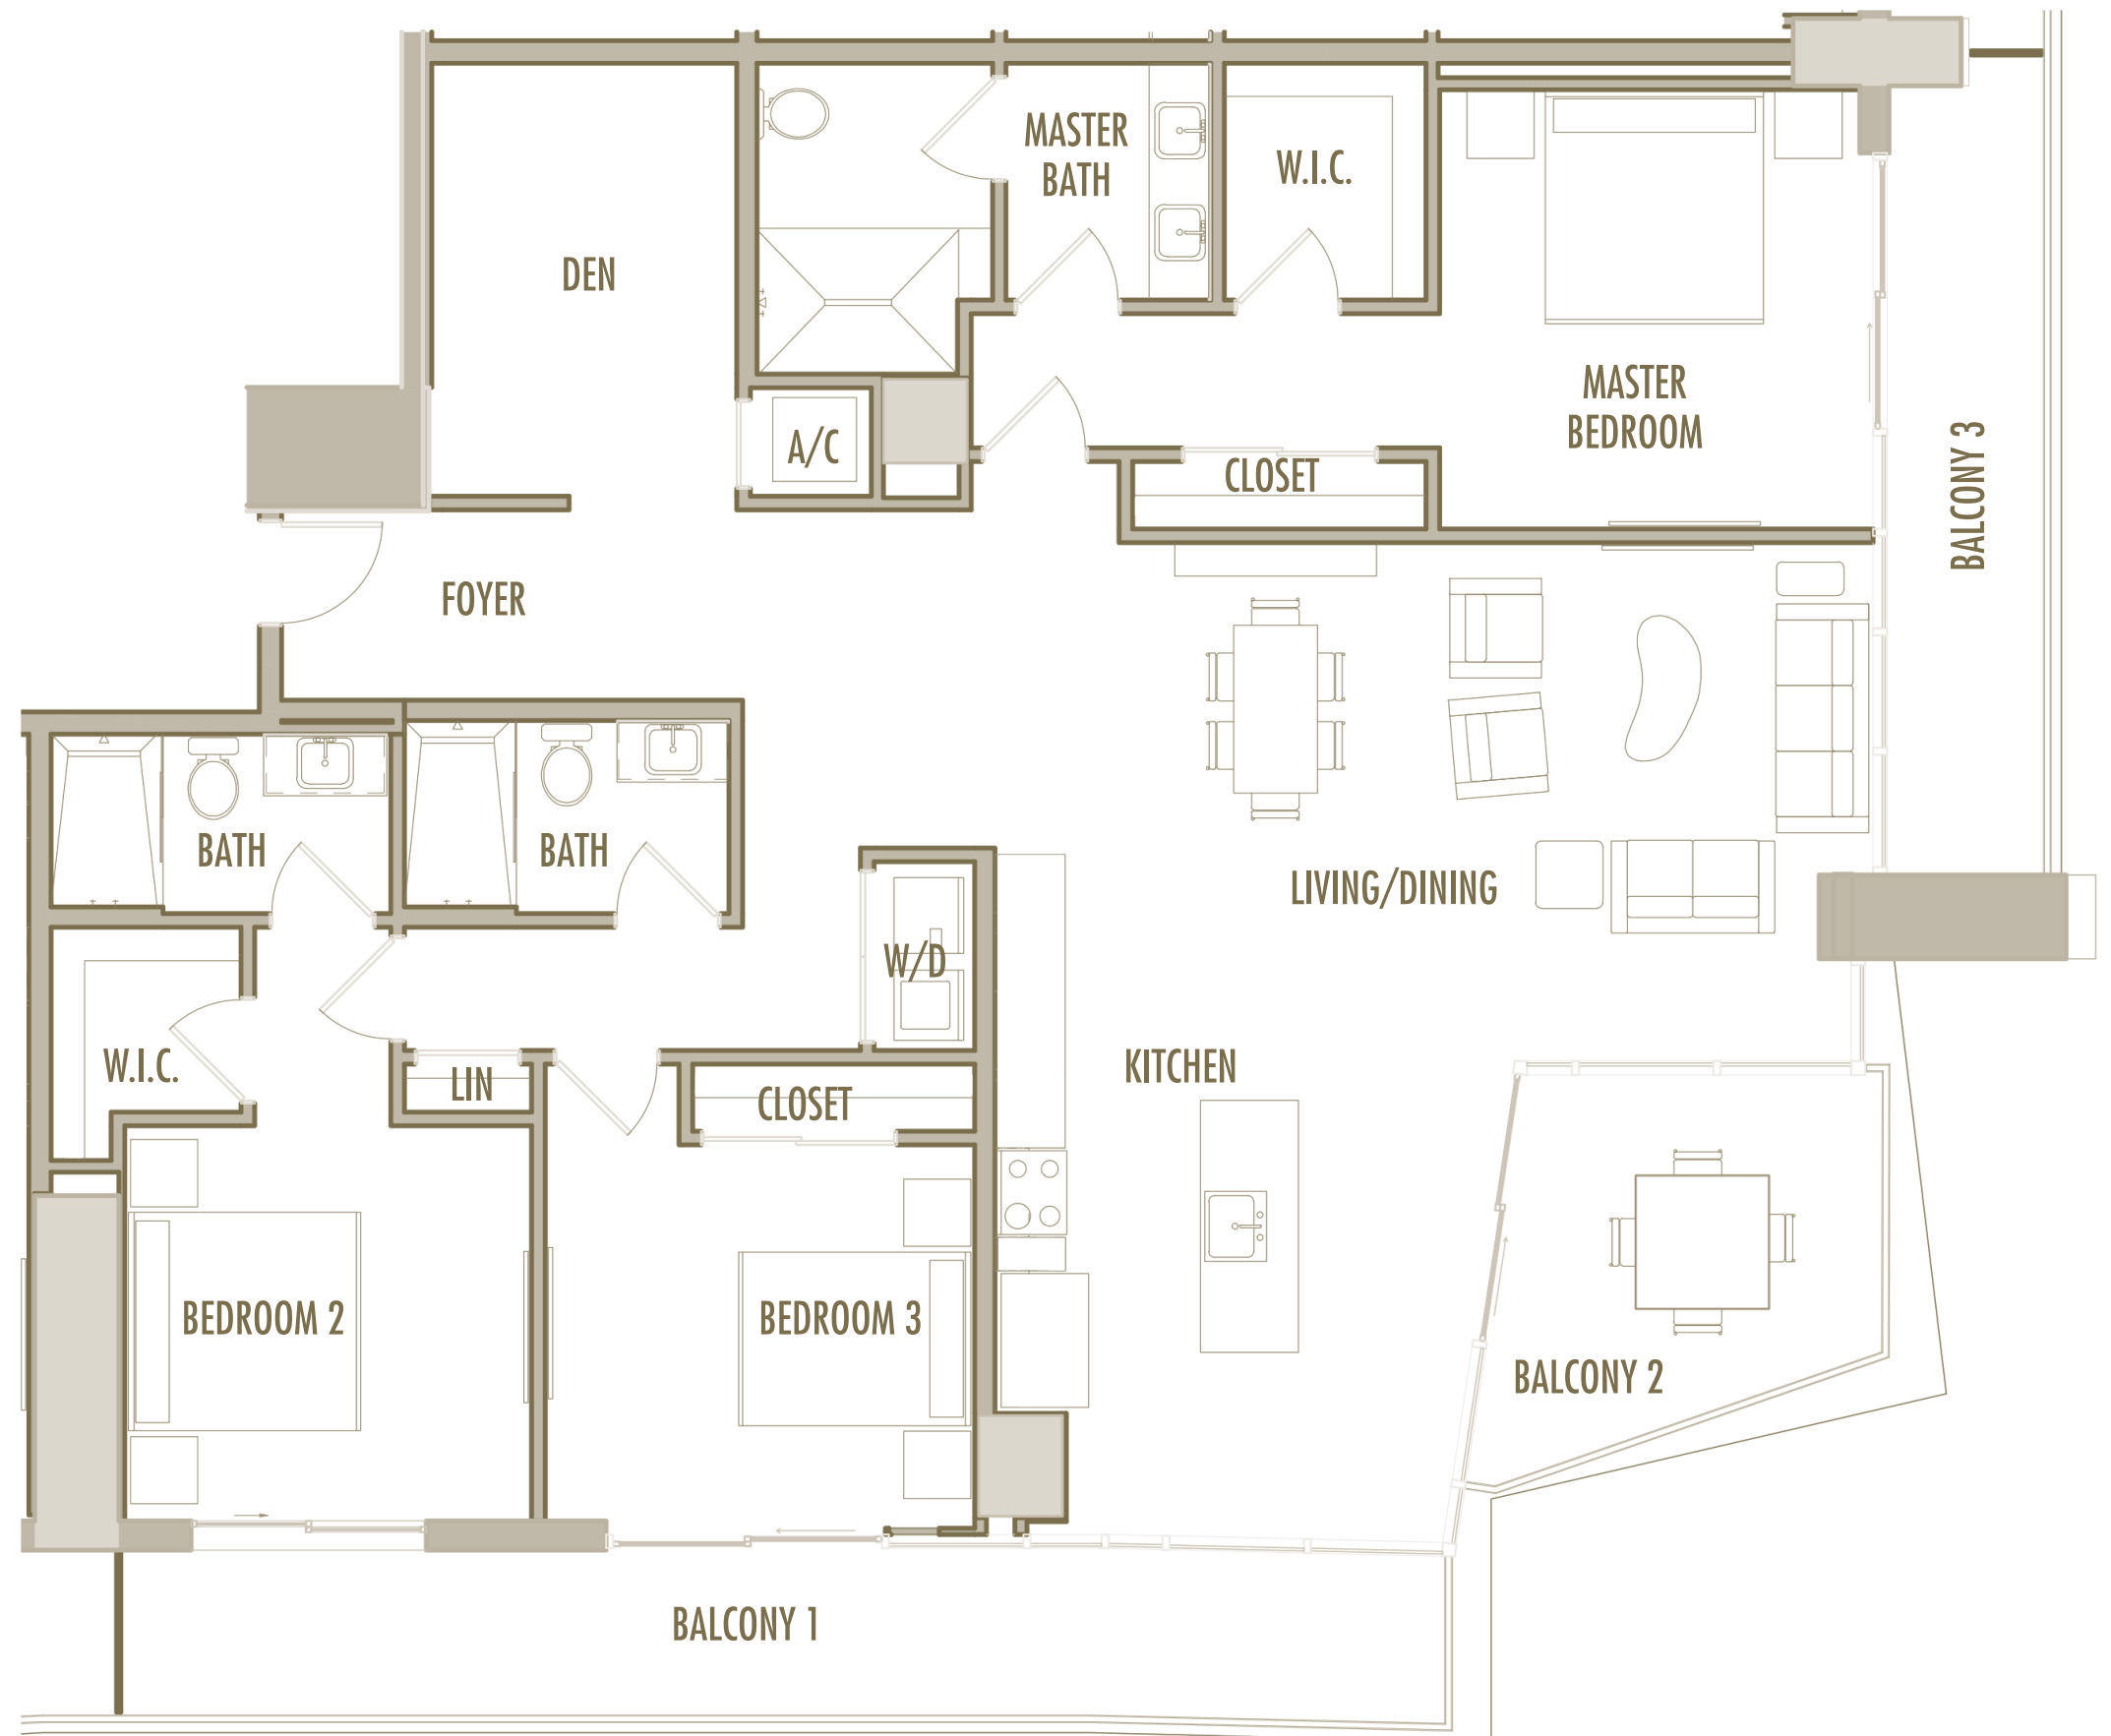 MASTER
BATH
W.I.C.
DEN
MASTER
BEDROOM
A/C
CLOSET
BALCONY 3
FOYER
BATH
BATH
LIVING/DINING
W/D
W.I.C.
LIN
CLOSET
KITCHEN
BEDROOM 2
BEDROOM 3
BALCONY 2
BALCONY 1